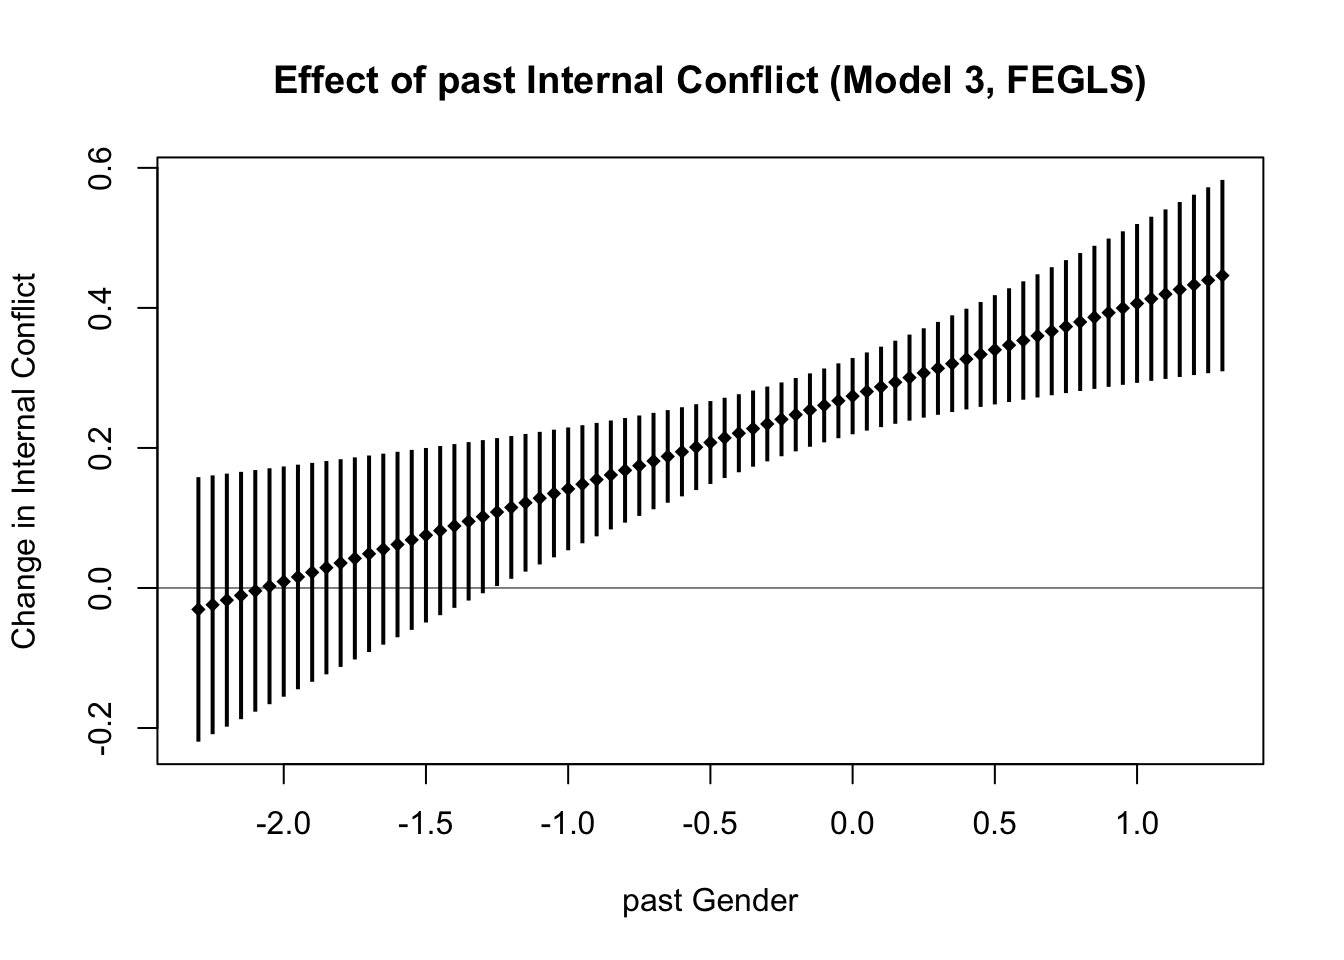 Effect of past Internal Conflict (Model 3, FEGLS)
Change in Internal Conflict
0.6
0.4
0.2
0.0
-0.2
-2.0 -1.5 -1.0 -0.5 0.0 0.5 1.0
past Gender